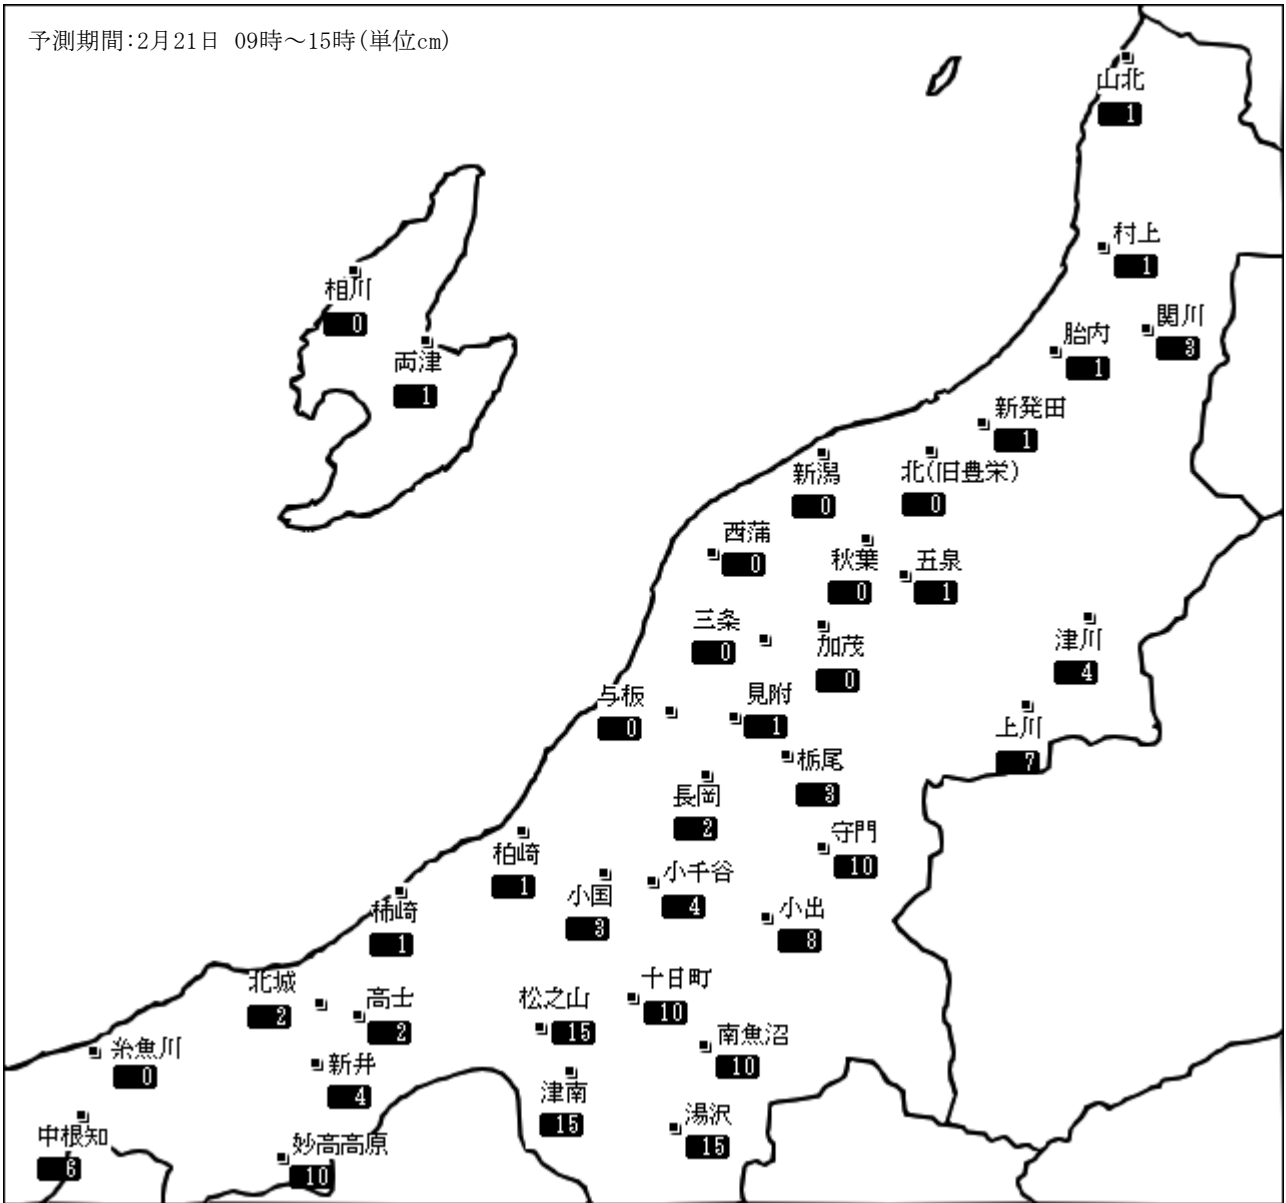 予測期間:2月21日 09時～15時(単位cm)
山北
1
村上
1
相川
0
関川
3
胎内
1
両津
1
新発田
1
新潟
0
北(旧豊栄)
0
西蒲
0
秋葉
0
五泉
1
三条
0
加茂
0
津川
4
与板
0
見附
1
上川
7
栃尾
3
長岡
2
守門
10
柏崎
1
小国
3
小千谷
4
小出
8
柿崎
1
北城
2
高士
2
松之山
15
十日町
10
南魚沼
10
糸魚川
0
新井
4
津南
15
湯沢
15
中根知
6
妙高高原
10